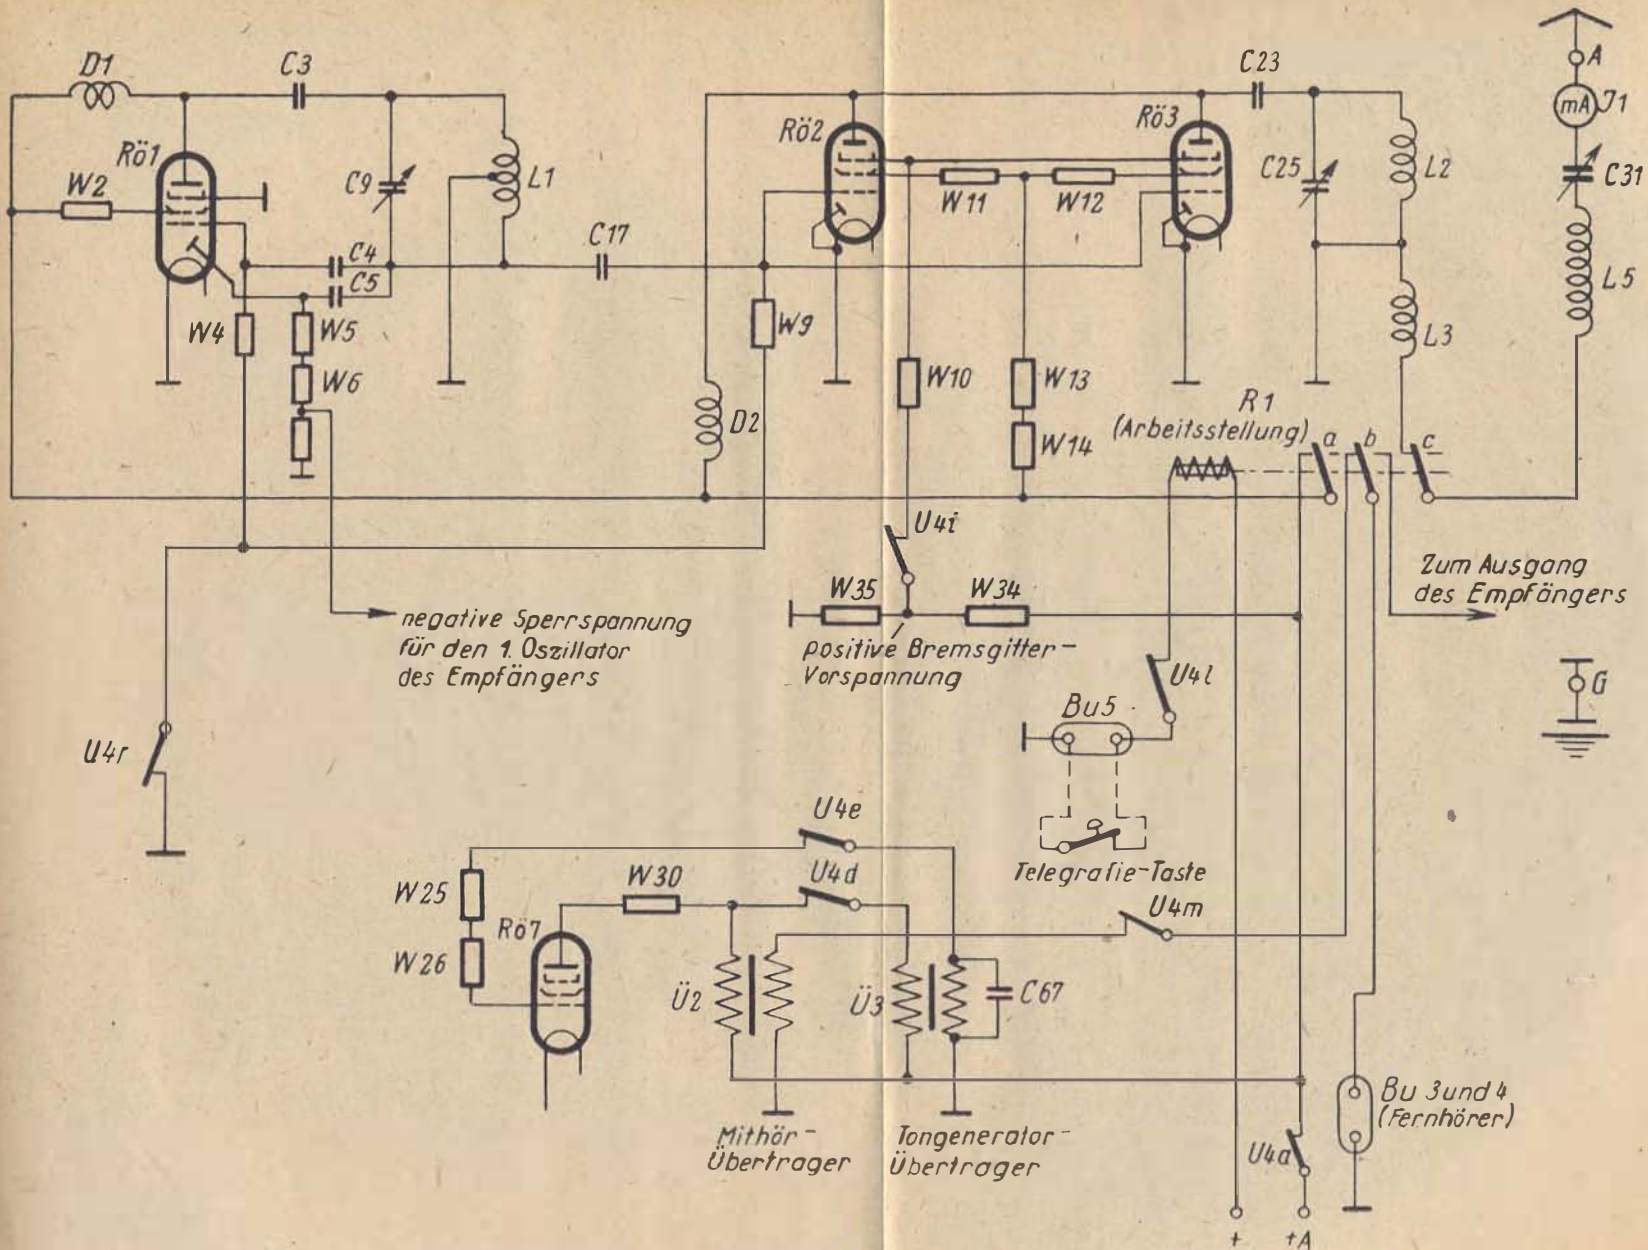 D1
C3
Rö1
W2
C9
L1
C4
C5
W4
W5
W6
C17
Rö2
Rö3
C23
A
mA
J1
C25
L2
C31
W11
W12
L5
W9
L3
D2
W10
W13
W14
R1
(Arbeitsstellung)
a
b
c
U4i
W35
W34
positive Bremsgitter-
Vorspannung
negative Sperrspannung
für den 1. Oszillator
des Empfängers
Zum Ausgang
des Empfängers
U4l
Bu5
G
U4r
U4e
U4d
Telegrafie-Taste
U4m
W25
W26
Rö7
W30
Ü2
Ü3
C67
Mithör-
Übertrager
Tongenerator-
Übertrager
U4a
Bu 3 und 4
(Fernhörer)
+
+A